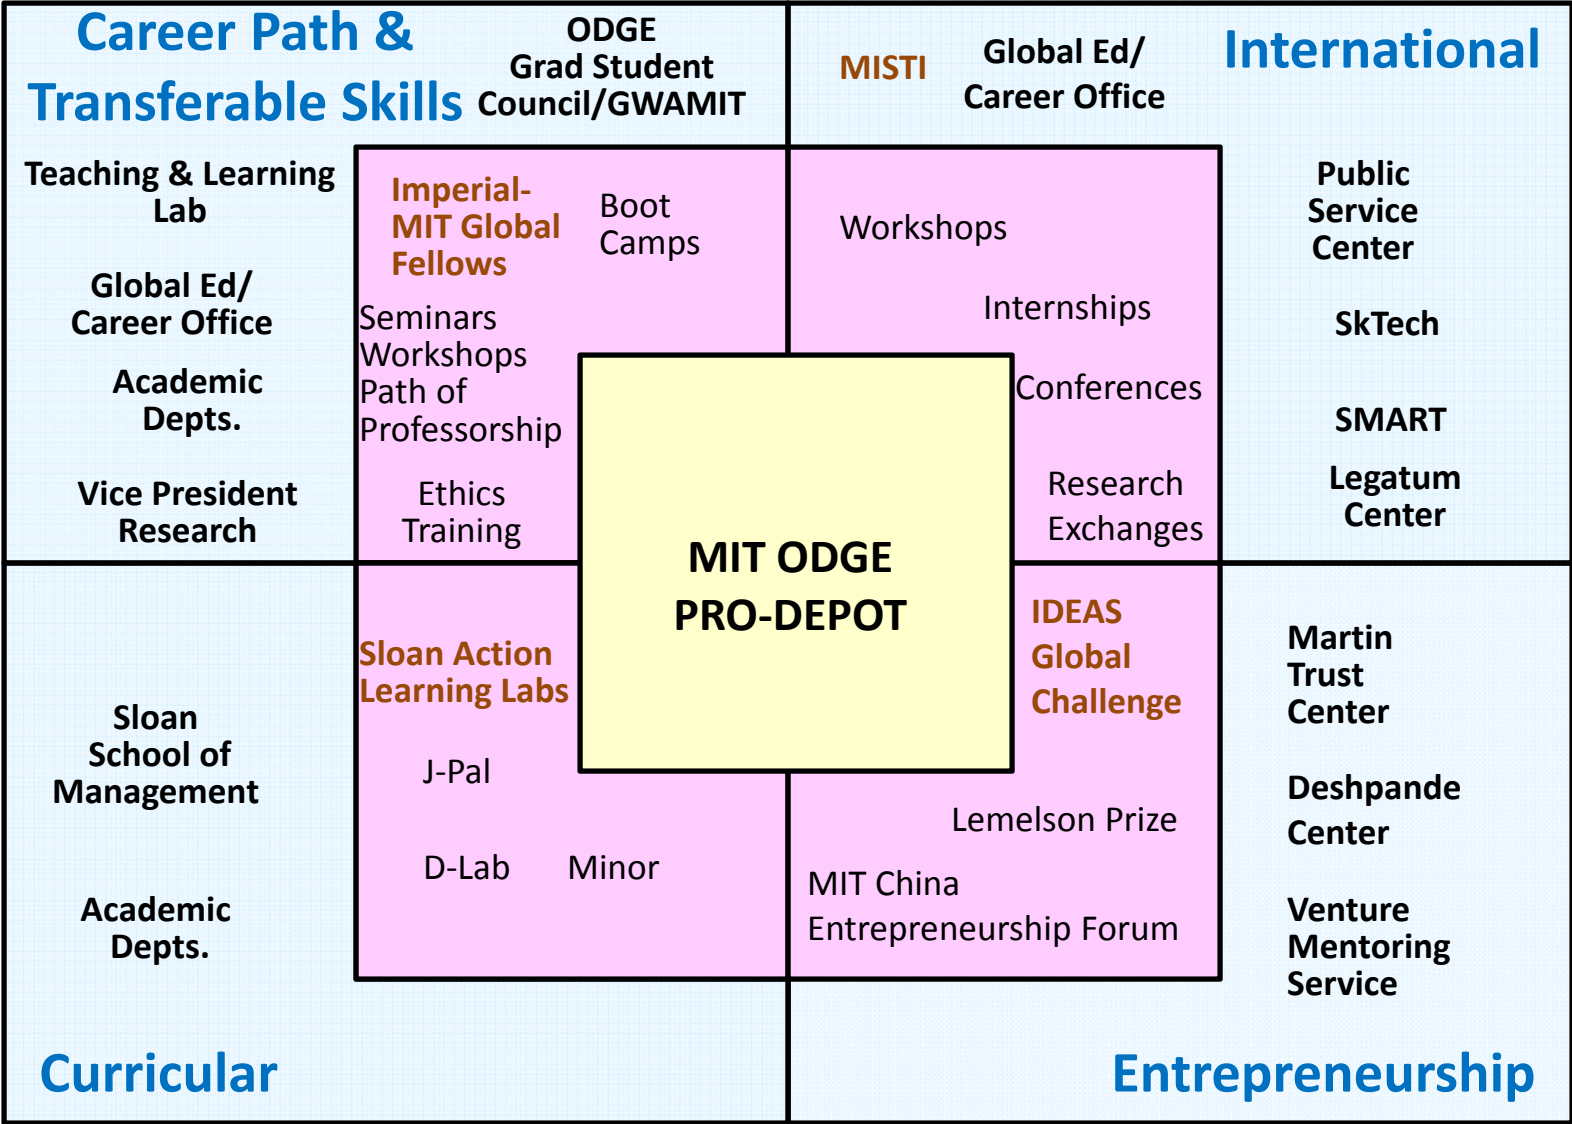 Career Path &
Transferable Skills
ODGE
Grad Student
Council/GWAMIT
Teaching & Learning
Lab
Global Ed/
Career Office
Academic
Depts.
Vice President
Research
Imperial-
MIT Global
Fellows
Boot
Camps
Seminars
Workshops
Path of
Professorship
Ethics
Training
MISTI
Global Ed/
Career Office
International
Workshops
Internships
Conferences
Research
Exchanges
Public
Service
Center
SkTech
SMART
Legatum
Center
MIT ODGE
PRO-DEPOT
Sloan
School of
Management
Academic
Depts.
Sloan Action
Learning Labs
J-Pal
D-Lab
Minor
Curricular
IDEAS
Global
Challenge
Lemelson Prize
MIT China
Entrepreneurship Forum
Martin
Trust
Center
Deshpande
Center
Venture
Mentoring
Service
Entrepreneurship